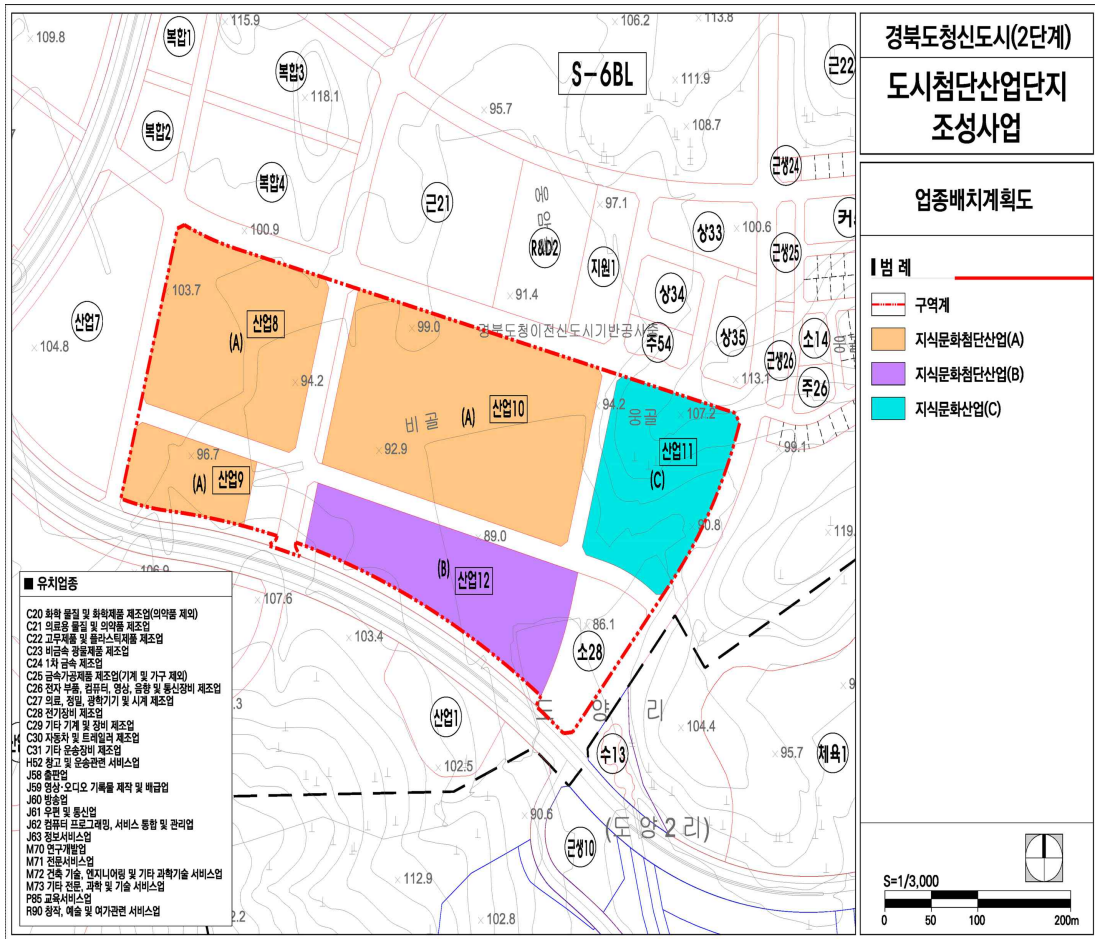 경북도청신도시(2단계)
도시첨단산업단지
조성사업
업종배치계획도
범 례
구역계
지식문화첨단산업(A)
지식문화첨단산업(B)
지식문화산업(C)
S=1/3,000
0 50 100 200m
115.9
109.8
복합1
복합3
118.1
복합2
복합4
S-6BL
106.2
113.8
111.9
95.7
108.7
근22
근생24
근21
97.1
R&D2
지원1
상33
100.6
근생25
100.9
91.4
상34
103.7
산업8
(A)
산업7
104.8
99.0
경북도청이전신도시기반공사중
주54
상35
근생26
소14
주26
113.1
94.2
비골
(A)
산업10
94.2
웅골
107.2
92.9
산업11
(C)
99.1
96.7
(A)
산업9
89.0
90.8
119.
(B)
산업12
106.9
107.6
103.4
86.1
소28
산업1
도 양 리
104.4
수13
95.7
체육1
102.5
90.6
(도양2리)
근생10
112.9
102.8
■ 유치업종
C20 화학 물질 및 화학제품 제조업(의약품 제외)
C21 의료용 물질 및 의약품 제조업
C22 고무제품 및 플라스틱제품 제조업
C23 비금속 광물제품 제조업
C24 1차 금속 제조업
C25 금속가공제품 제조업(기계 및 가구 제외)
C26 전자 부품, 컴퓨터, 영상, 음향 및 통신장비 제조업
C27 의료, 정밀, 광학기기 및 시계 제조업
C28 전기장비 제조업
C29 기타 기계 및 장비 제조업
C30 자동차 및 트레일러 제조업
C31 기타 운송장비 제조업
H52 창고 및 운송관련 서비스업
J58 출판업
J59 영상·오디오 기록물 제작 및 배급업
J60 방송업
J61 우편 및 통신업
J62 컴퓨터 프로그래밍, 서비스 통합 및 관리업
J63 정보서비스업
M70 연구개발업
M71 전문서비스업
M72 건축 기술, 엔지니어링 및 기타 과학기술 서비스업
M73 기타 전문, 과학 및 기술 서비스업
P85 교육서비스업
R90 창작, 예술 및 여가관련 서비스업